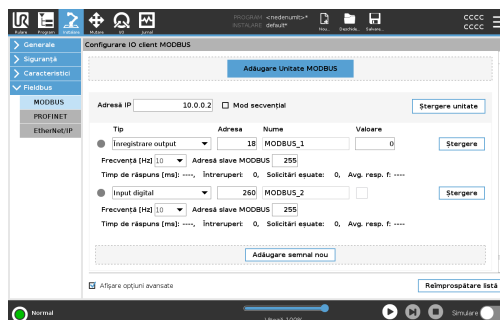 PROGRAM <nedenumit>*
INSTALARE default*
CCCC
CCCC
Rulare Program Instalare Mutare I/O Jurnal Nou... Deschide... Salvare...
Generale
Siguranță
Caracteristici
Fieldbus
MODBUS
PROFINET
EtherNet/IP
Configurare IO client MODBUS
Adăugare Unitate MODBUS
Adresă IP 10.0.0.2 Mod secvențial Ștergere unitate
Tip Adresa Nume Valoare
Înregistrare output 18 MODBUS_1 0 Ștergere
Frecvență [Hz] 10 Adresă slave MODBUS 255
Timp de răspuns [ms]: ----, Întreruperi: 0, Solicitări eșuate: 0, Avg. resp. f: ----
Input digital 260 MODBUS_2 Ștergere
Frecvență [Hz] 10 Adresă slave MODBUS 255
Timp de răspuns [ms]: ----, Întreruperi: 0, Solicitări eșuate: 0, Avg. resp. f: ----
Adăugare semnal nou
Afișare opțiuni avansate Reîmprospătare listă
Normal
Simulare